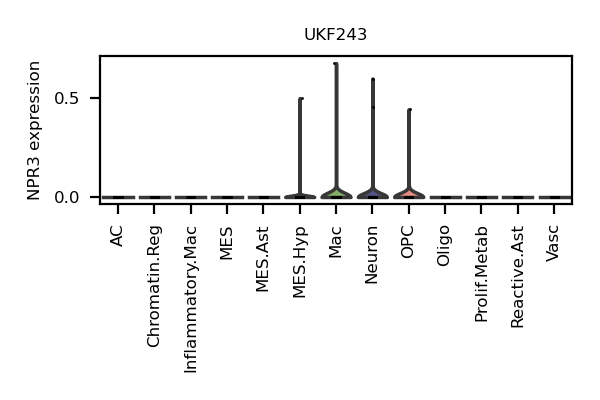 UKF243
NPR3 expression
0.5
0.0
AC
Chromatin.Reg
Inflammatory.Mac
MES
MES.Ast
MES.Hyp
Mac
Neuron
OPC
Oligo
Prolif.Metab
Reactive.Ast
Vasc